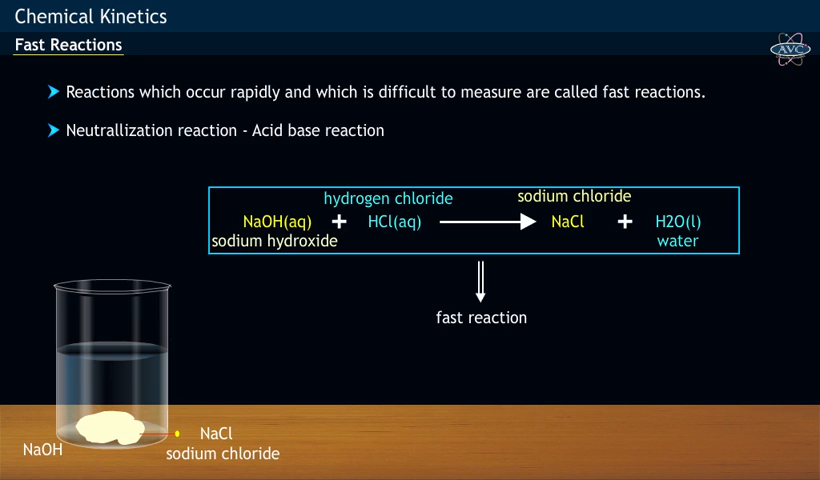 Chemical Kinetics
Fast Reactions
AVC
Reactions which occur rapidly and which is difficult to measure are called fast reactions.
Neutrallization reaction - Acid base reaction
hydrogen chloride sodium chloride
NaOH(aq) + HCl(aq) NaCl + H2O(l)
sodium hydroxide water
fast reaction
NaCl
NaOH
sodium chloride